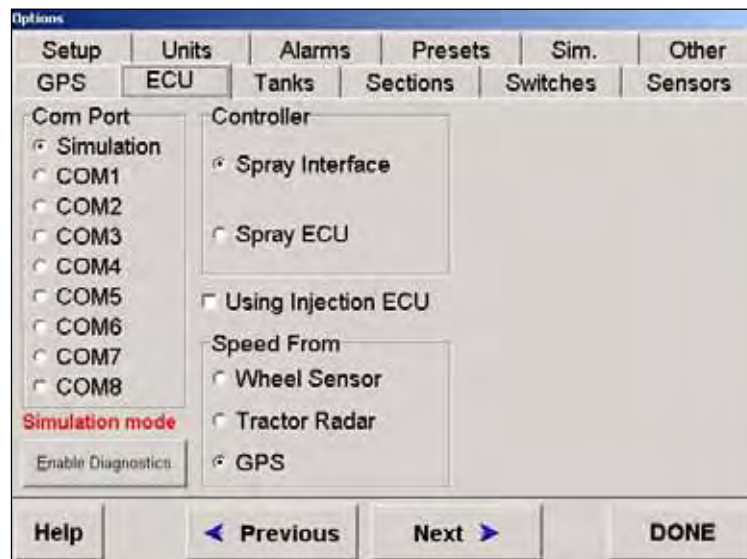 Options
Setup Units Alarms Presets Sim. Other
GPS ECU Tanks Sections Switches Sensors
Com Port
Simulation
COM1
COM2
COM3
COM4
COM5
COM6
COM7
COM8
Simulation mode
Enable Diagnostics
Controller
Spray Interface
Spray ECU
Using Injection ECU
Speed From
Wheel Sensor
Tractor Radar
GPS
Help Previous Next DONE